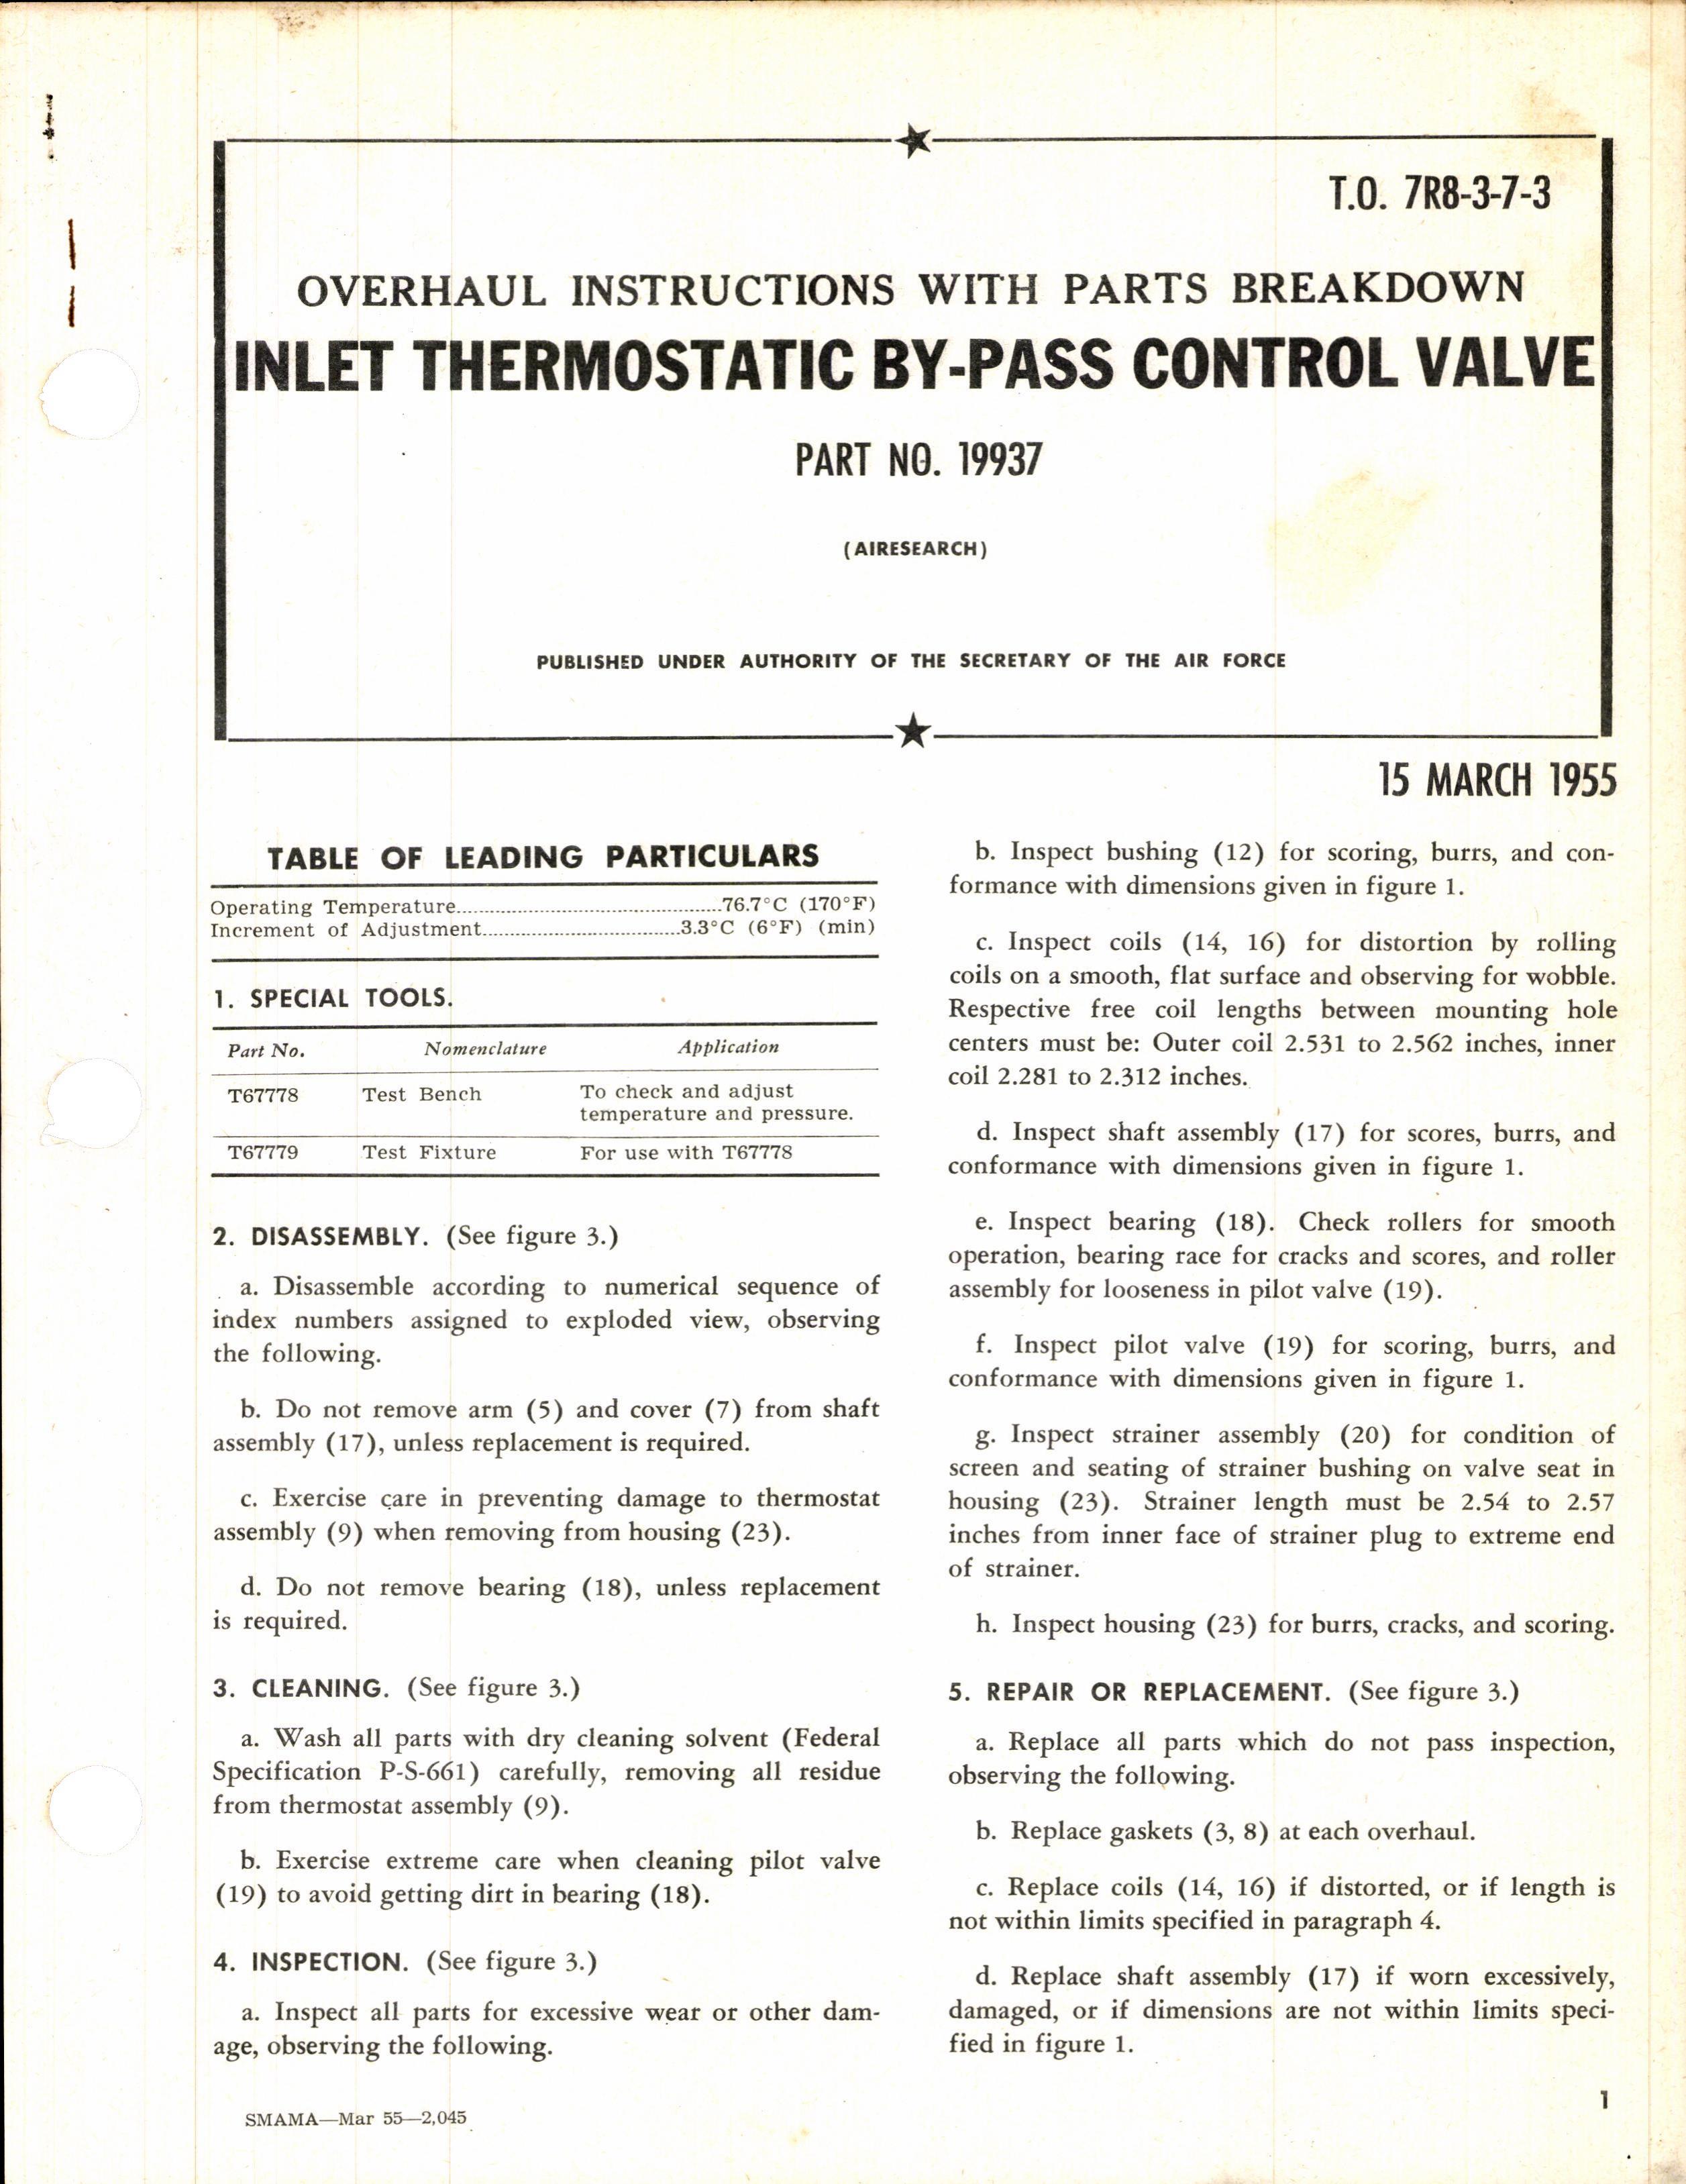 T.O. 7R8-3-7-3
OVERHAUL INSTRUCTIONS WITH PARTS BREAKDOWN
INLET THERMOSTATIC BY-PASS CONTROL VALVE
PART NO. 19937
(AIRESEARCH)
PUBLISHED UNDER AUTHORITY OF THE SECRETARY OF THE AIR FORCE
15 MARCH 1955
TABLE OF LEADING PARTICULARS
Operating Temperature..........76.7°C (170°F)
Increment of Adjustment..........3.3°C (6°F) (min)
1. SPECIAL TOOLS.
Part No. Nomenclature Application
T67778 Test Bench To check and adjust
temperature and pressure.
T67779 Test Fixture For use with T67778
2. DISASSEMBLY. (See figure 3.)
a. Disassemble according to numerical sequence of
index numbers assigned to exploded view, observing
the following.
b. Do not remove arm (5) and cover (7) from shaft
assembly (17), unless replacement is required.
c. Exercise care in preventing damage to thermostat
assembly (9) when removing from housing (23).
d. Do not remove bearing (18), unless replacement
is required.
3. CLEANING. (See figure 3.)
a. Wash all parts with dry cleaning solvent (Federal
Specification P-S-661) carefully, removing all residue
from thermostat assembly (9).
b. Exercise extreme care when cleaning pilot valve
(19) to avoid getting dirt in bearing (18).
4. INSPECTION. (See figure 3.)
a. Inspect all parts for excessive wear or other dam-
age, observing the following.
b. Inspect bushing (12) for scoring, burrs, and con-
formance with dimensions given in figure 1.
c. Inspect coils (14, 16) for distortion by rolling
coils on a smooth, flat surface and observing for wobble.
Respective free coil lengths between mounting hole
centers must be: Outer coil 2.531 to 2.562 inches, inner
coil 2.281 to 2.312 inches.
d. Inspect shaft assembly (17) for scores, burrs, and
conformance with dimensions given in figure 1.
e. Inspect bearing (18). Check rollers for smooth
operation, bearing race for cracks and scores, and roller
assembly for looseness in pilot valve (19).
f. Inspect pilot valve (19) for scoring, burrs, and
conformance with dimensions given in figure 1.
g. Inspect strainer assembly (20) for condition of
screen and seating of strainer bushing on valve seat in
housing (23). Strainer length must be 2.54 to 2.57
inches from inner face of strainer plug to extreme end
of strainer.
h. Inspect housing (23) for burrs, cracks, and scoring.
5. REPAIR OR REPLACEMENT. (See figure 3.)
a. Replace all parts which do not pass inspection,
observing the following.
b. Replace gaskets (3, 8) at each overhaul.
c. Replace coils (14, 16) if distorted, or if length is
not within limits specified in paragraph 4.
d. Replace shaft assembly (17) if worn excessively,
damaged, or if dimensions are not within limits speci-
fied in figure 1.
SMAMA—Mar 55—2,045
1